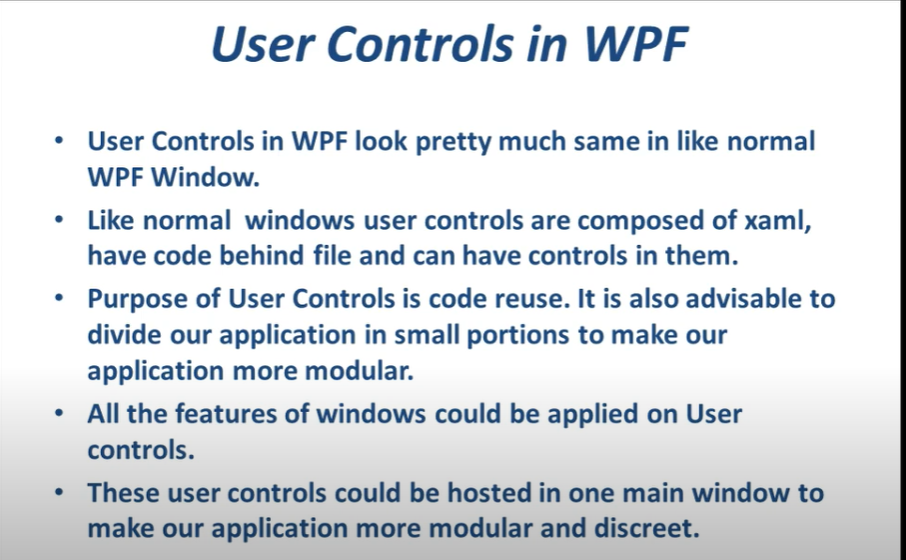 User Controls in WPF
• User Controls in WPF look pretty much same in like normal
WPF Window.
• Like normal windows user controls are composed of xaml,
have code behind file and can have controls in them.
• Purpose of User Controls is code reuse. It is also advisable to
divide our application in small portions to make our
application more modular.
• All the features of windows could be applied on User
controls.
• These user controls could be hosted in one main window to
make our application more modular and discreet.